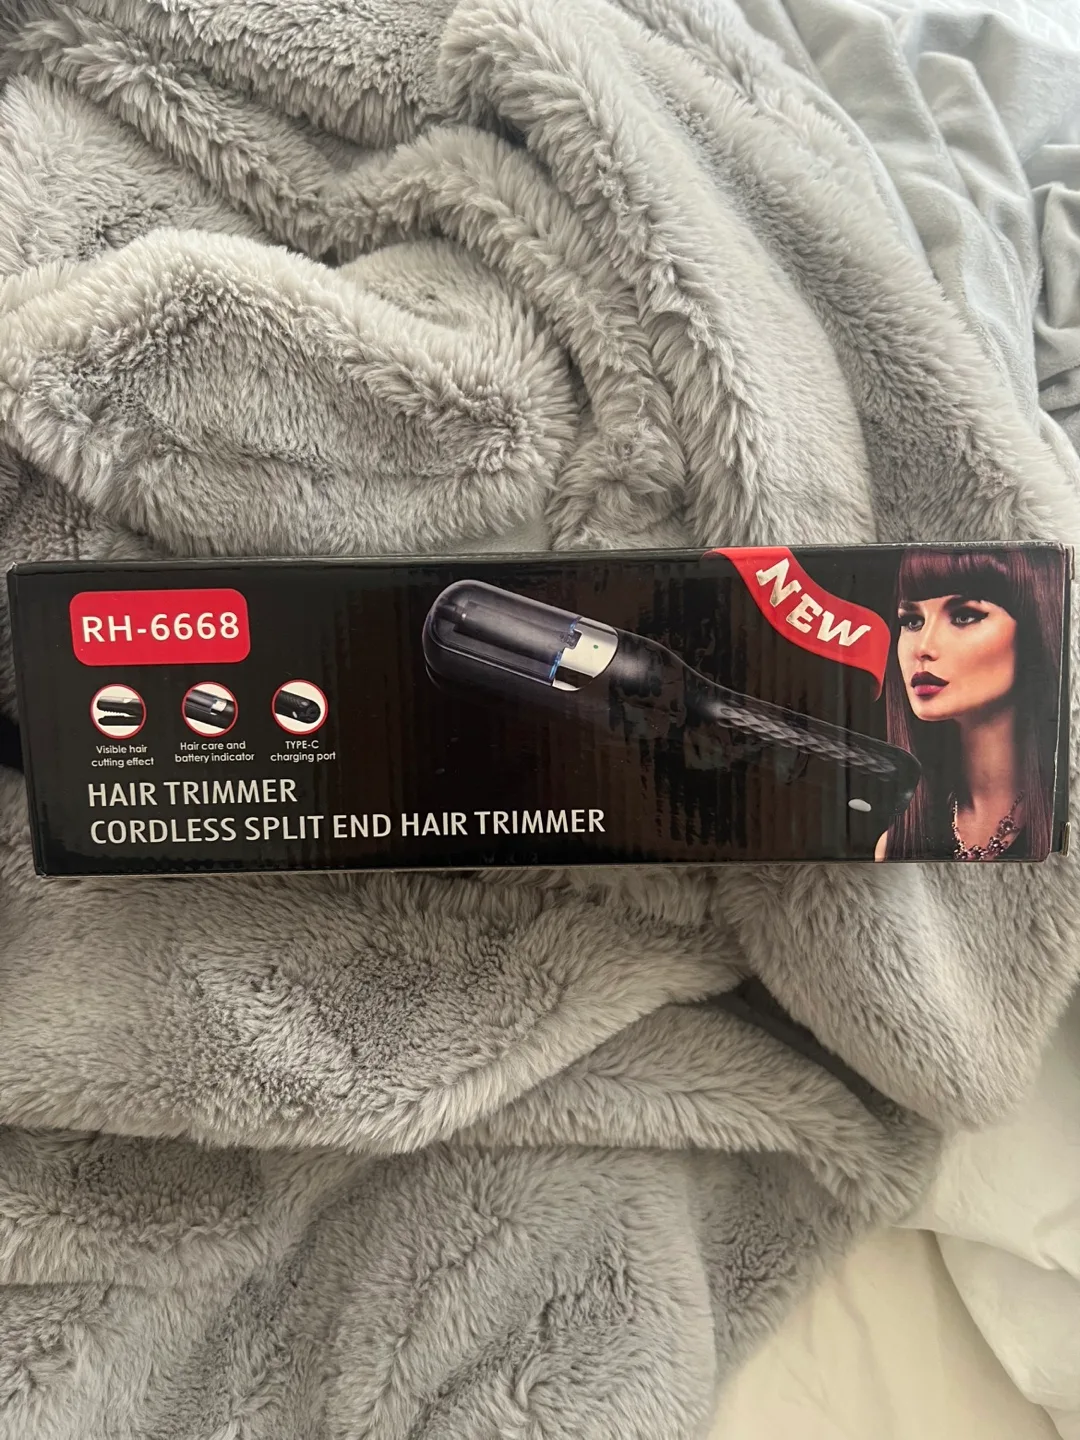 RH-6668
NEW
Visible hair
cutting effect
Hair care and
battery indicator
TYPE-C
charging port
HAIR TRIMMER
CORDLESS SPLIT END HAIR TRIMMER